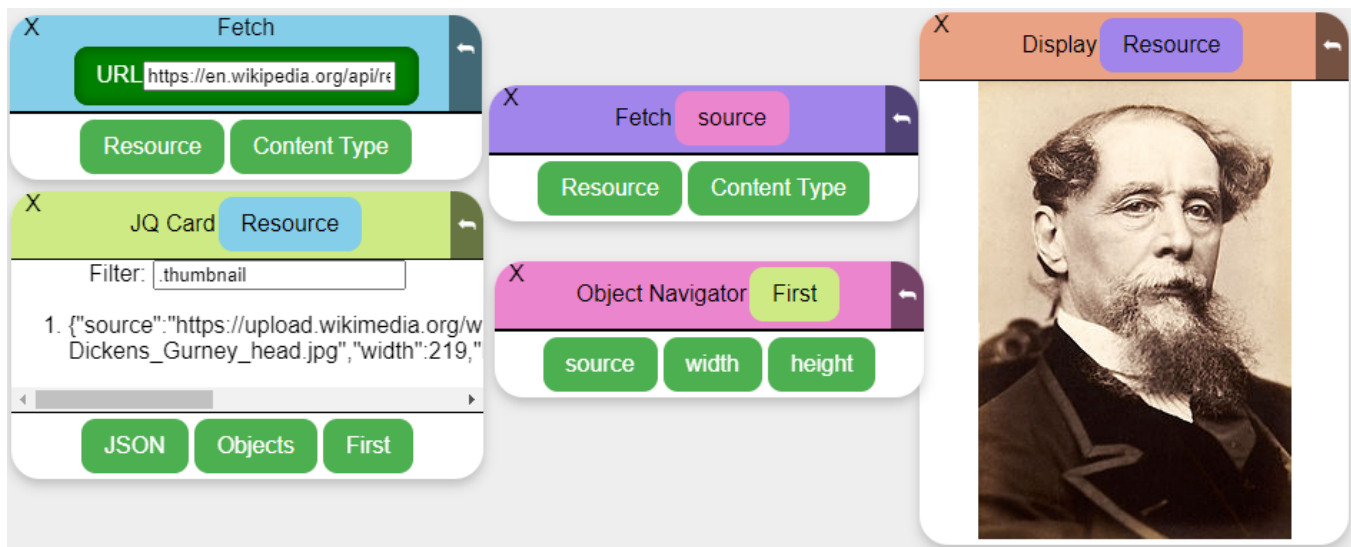 X Fetch
URL https://en.wikipedia.org/api/re
Resource Content Type
X JQ Card Resource
Filter: .thumbnail
1. {"source":"https://upload.wikimedia.org/w
Dickens_Gurney_head.jpg","width":219,"
JSON Objects First
X Fetch source
Resource Content Type
X Object Navigator First
source width height
X Display Resource